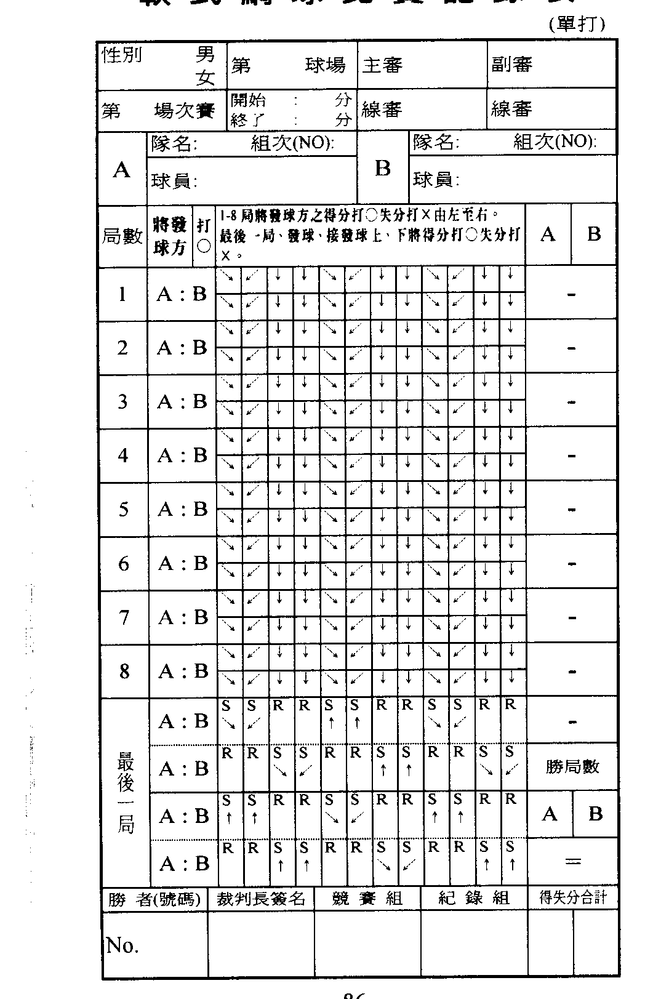 (單打)
性別 男 女 第 球場 主審 副審
第 場次賽 開始 : 分 線審 線審
終了 : 分
A 隊名: 組次(NO): B 隊名: 組次(NO):
球員: 球員:
局數 將發球方 打○ 1-8 局將發球方之得分打○失分打×由左至右。 A B
最後一局、發球、接發球上、下將得分打○失分打
×。
1 A : B ↘ ↙ ↓ ↓ ↘ ↙ ↓ ↓ ↘ ↙ ↓ ↓ -
↘ ↙ ↓ ↓ ↘ ↙ ↓ ↓ ↘ ↙ ↓ ↓
2 A : B ↘ ↙ ↓ ↓ ↘ ↙ ↓ ↓ ↘ ↙ ↓ ↓ -
↘ ↙ ↓ ↓ ↘ ↙ ↓ ↓ ↘ ↙ ↓ ↓
3 A : B ↘ ↙ ↓ ↓ ↘ ↙ ↓ ↓ ↘ ↙ ↓ ↓ -
↘ ↙ ↓ ↓ ↘ ↙ ↓ ↓ ↘ ↙ ↓ ↓
4 A : B ↘ ↙ ↓ ↓ ↘ ↙ ↓ ↓ ↘ ↙ ↓ ↓ -
↘ ↙ ↓ ↓ ↘ ↙ ↓ ↓ ↘ ↙ ↓ ↓
5 A : B ↘ ↙ ↓ ↓ ↘ ↙ ↓ ↓ ↘ ↙ ↓ ↓ -
↘ ↙ ↓ ↓ ↘ ↙ ↓ ↓ ↘ ↙ ↓ ↓
6 A : B ↘ ↙ ↓ ↓ ↘ ↙ ↓ ↓ ↘ ↙ ↓ ↓ -
↘ ↙ ↓ ↓ ↘ ↙ ↓ ↓ ↘ ↙ ↓ ↓
7 A : B ↘ ↙ ↓ ↓ ↘ ↙ ↓ ↓ ↘ ↙ ↓ ↓ -
↘ ↙ ↓ ↓ ↘ ↙ ↓ ↓ ↘ ↙ ↓ ↓
8 A : B ↘ ↙ ↓ ↓ ↘ ↙ ↓ ↓ ↘ ↙ ↓ ↓ -
↘ ↙ ↓ ↓ ↘ ↙ ↓ ↓ ↘ ↙ ↓ ↓
最後一局
A : B S S R R S S R R S S R R -
↘ ↙ ↑ ↑ ↘ ↙
A : B R R S S R R S S R R S S 勝局數
↘ ↙ ↑ ↑ ↘ ↙
A : B S S R R S S R R S S R R A B
↑ ↑ ↘ ↙ ↑ ↑
A : B R R S S R R S S R R S S =
↑ ↑ ↘ ↙ ↑ ↑
勝 者(號碼) 裁判長簽名 競 賽 組 紀 錄 組 得失分合計
No.